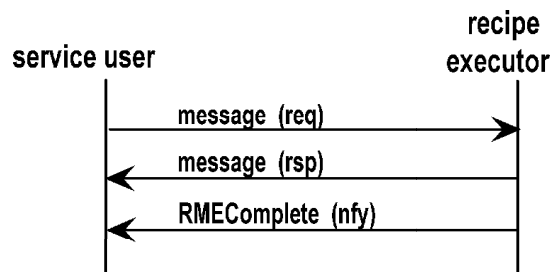 service user
recipe
executor
message (req)
message (rsp)
RMEComplete (nfy)